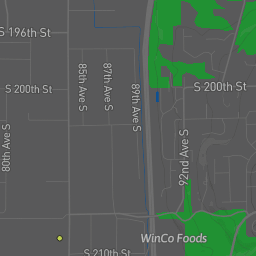 S 196th St
85th Ave S
87th Ave S
89th Ave S
S 200th St
S 200th St
80th Ave S
92nd Ave S
WinCo Foods
S 210th St